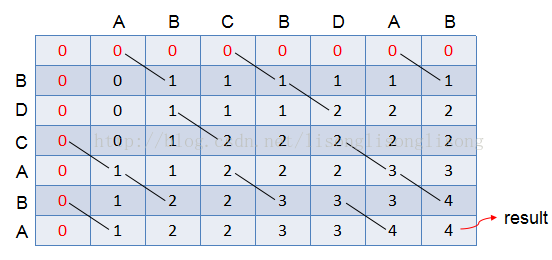 A B C B D A B
0 0 0 0 0 0 0 0
B 0 0 1 1 1 1 1 1
D 0 0 1 1 1 2 2 2
C 0 0 1 2 2 2 2 2
http://blog.csdn.net/lisonglisonglisong
A 0 1 1 2 2 2 3 3
B 0 1 2 2 3 3 3 4
A 0 1 2 2 3 3 4 4 result